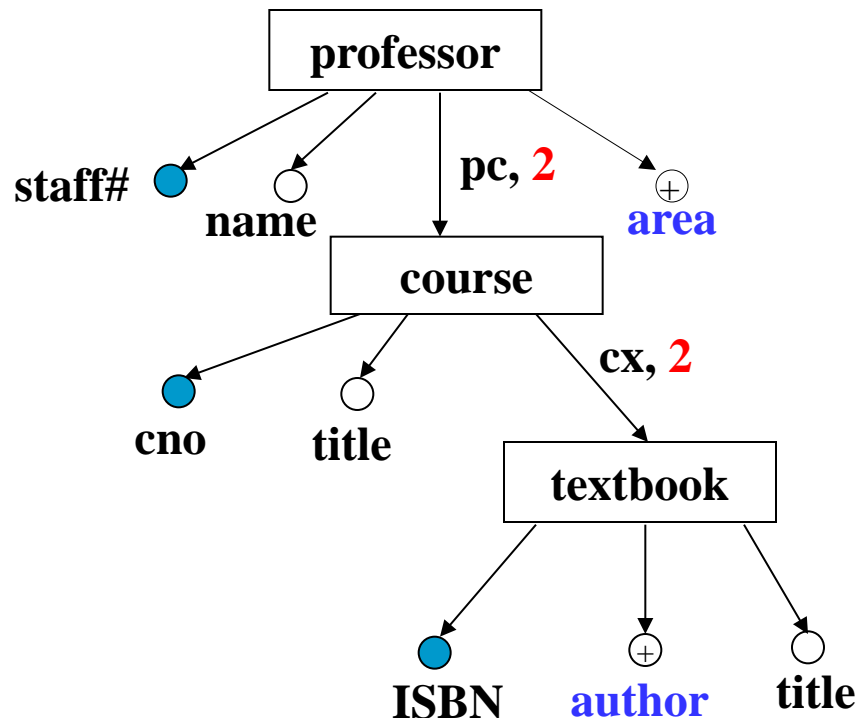 professor
staff#
name
pc, 2
+
area
course
cno
title
cx, 2
textbook
ISBN
+
author
title